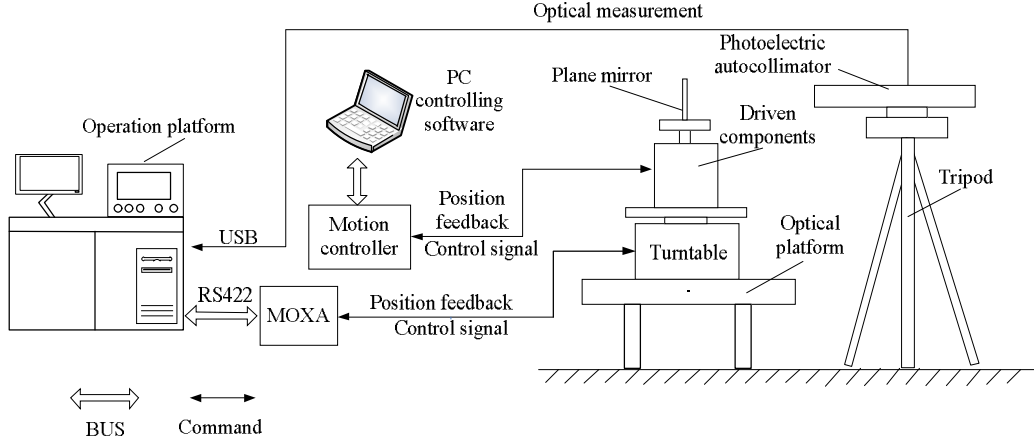 Optical measurement
Photoelectric
autocollimator
Plane mirror
PC
controlling
software
Driven
components
Operation platform
Tripod
Position
feedback
Control signal
Motion
controller
Optical
platform
USB
Turntable
RS422
MOXA
Position feedback
Control signal
BUS
Command